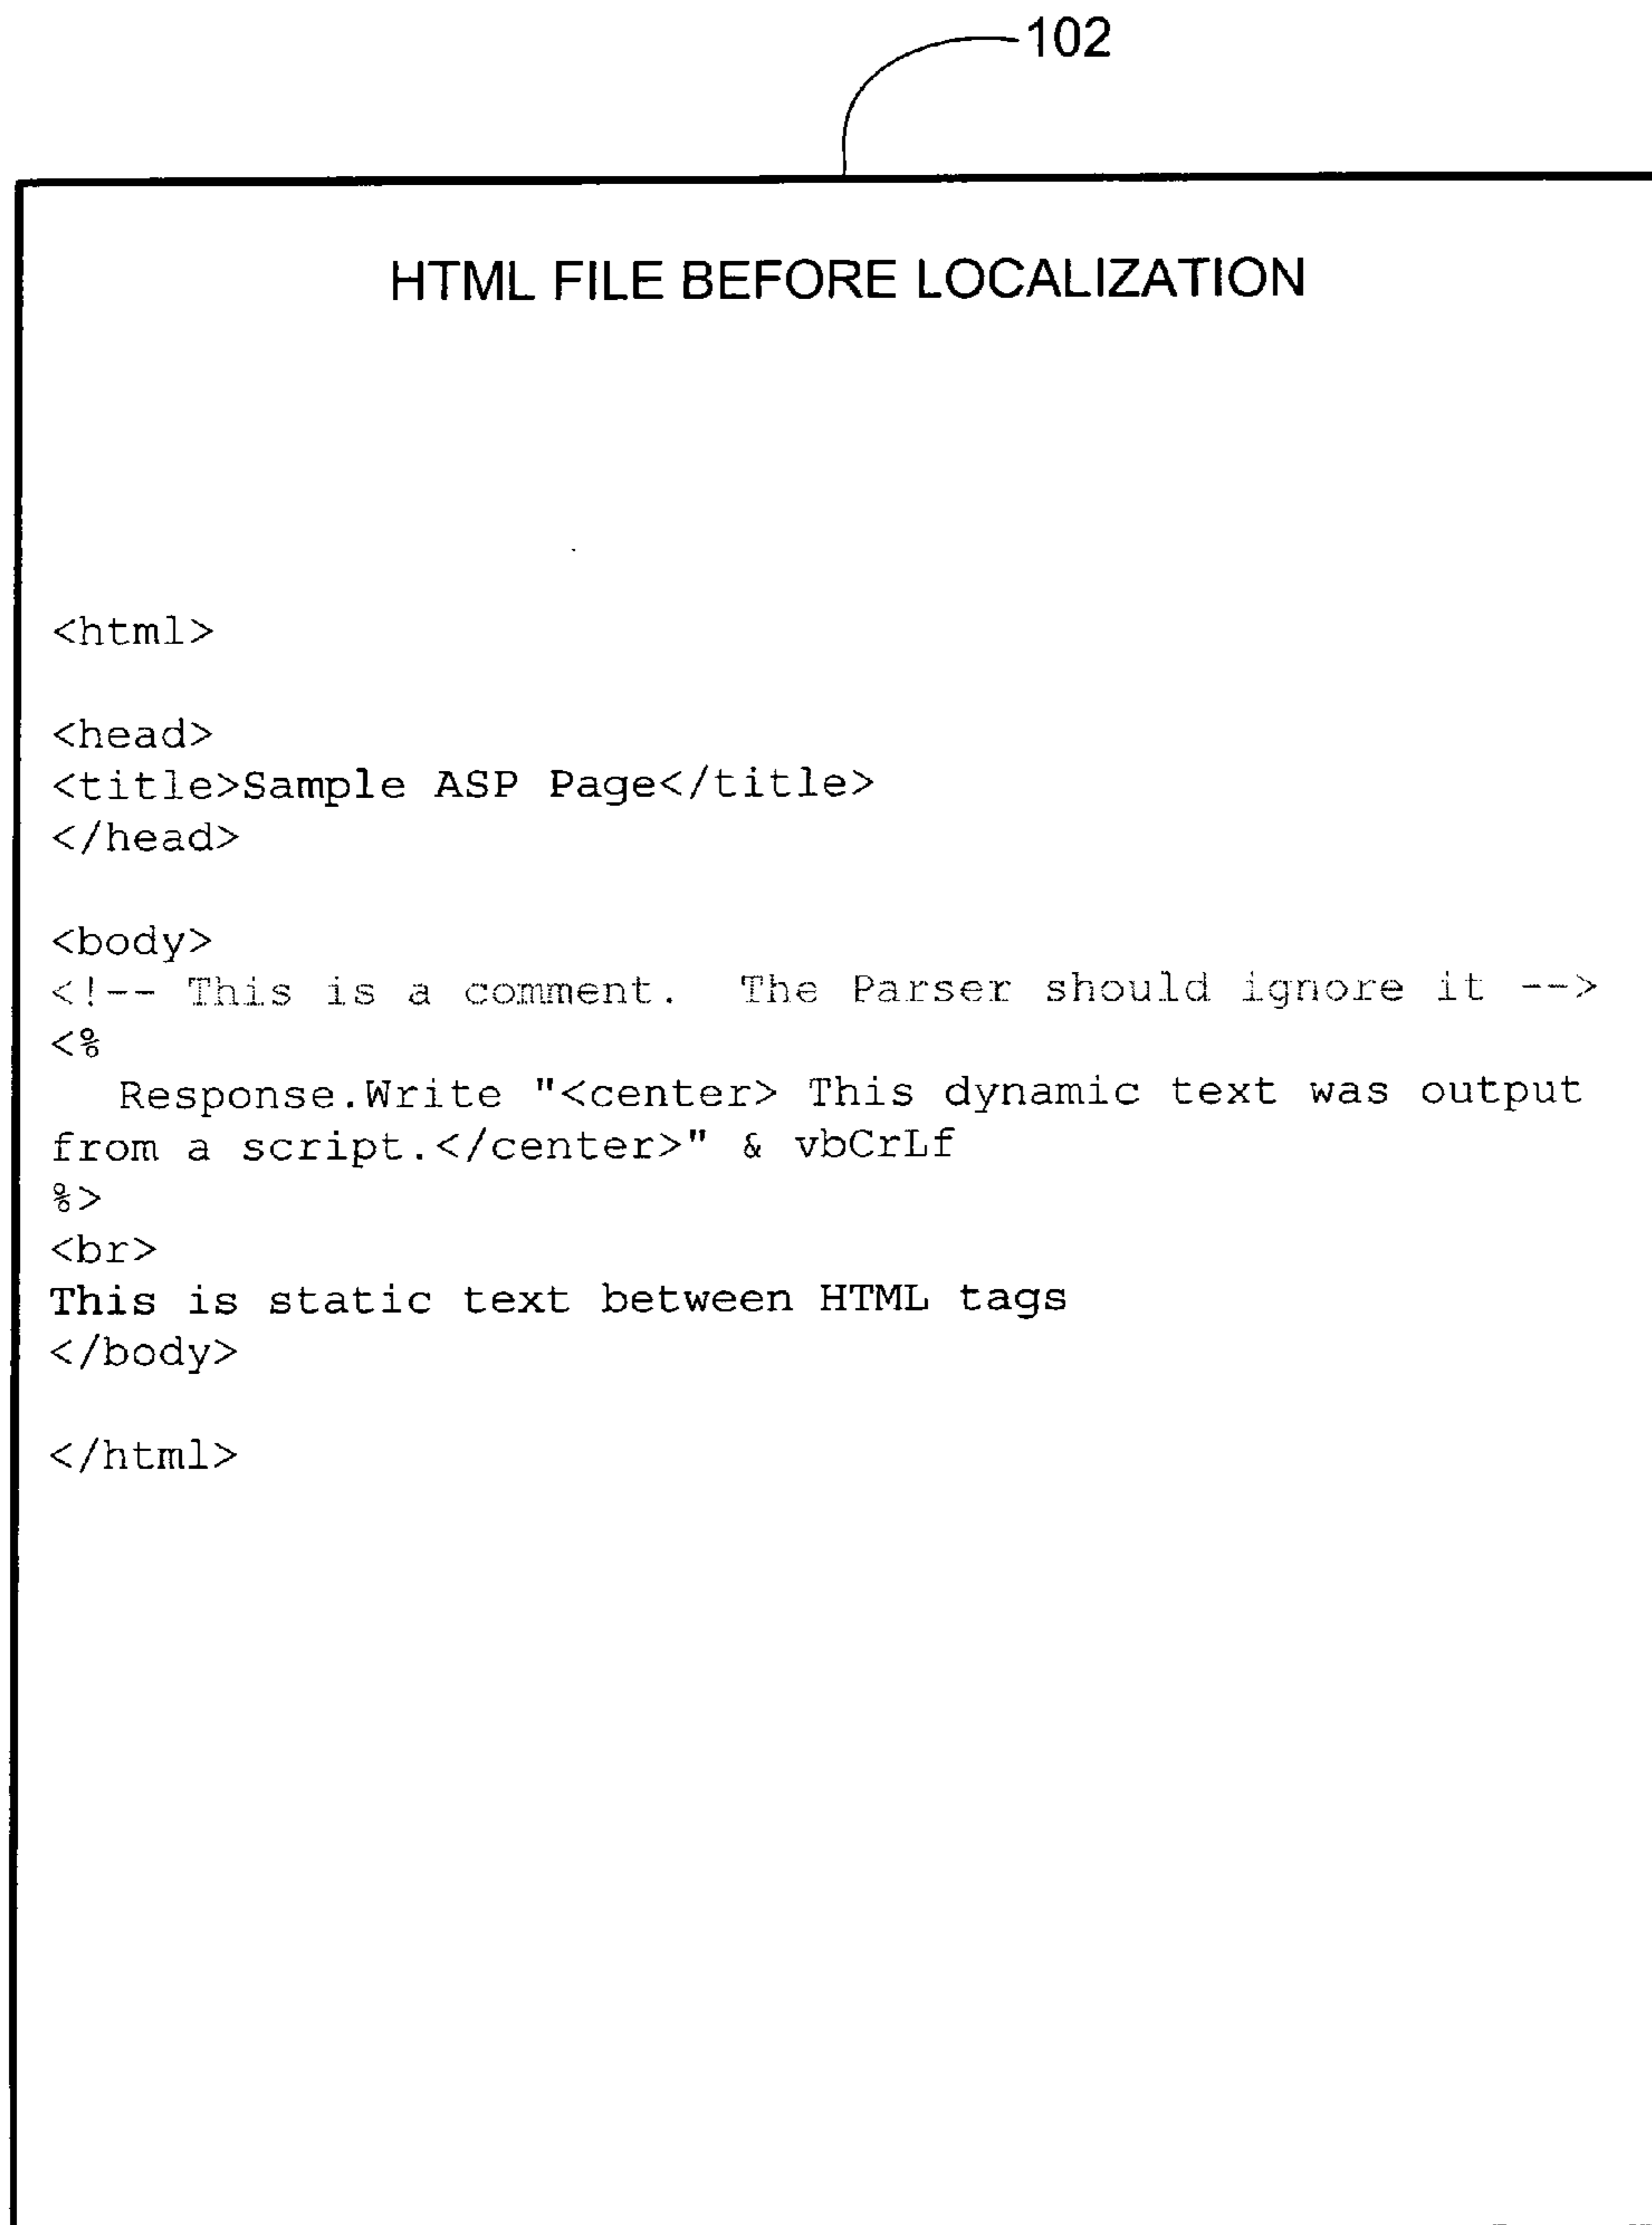 102
HTML FILE BEFORE LOCALIZATION
<html>
<head>
<title>Sample ASP Page</title>
</head>
<body>
<!-- This is a comment.  The Parser should ignore it -->
<%
Response.Write "<center> This dynamic text was output
from a script.</center>" & vbCrLf
%>
<br>
This is static text between HTML tags
</body>
</html>